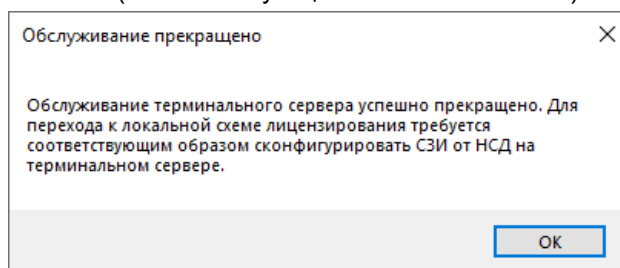 Обслуживание прекращено
Обслуживание терминального сервера успешно прекращено. Для
перехода к локальной схеме лицензирования требуется
соответствующим образом сконфигурировать СЗИ от НСД на
терминальном сервере.
ОК